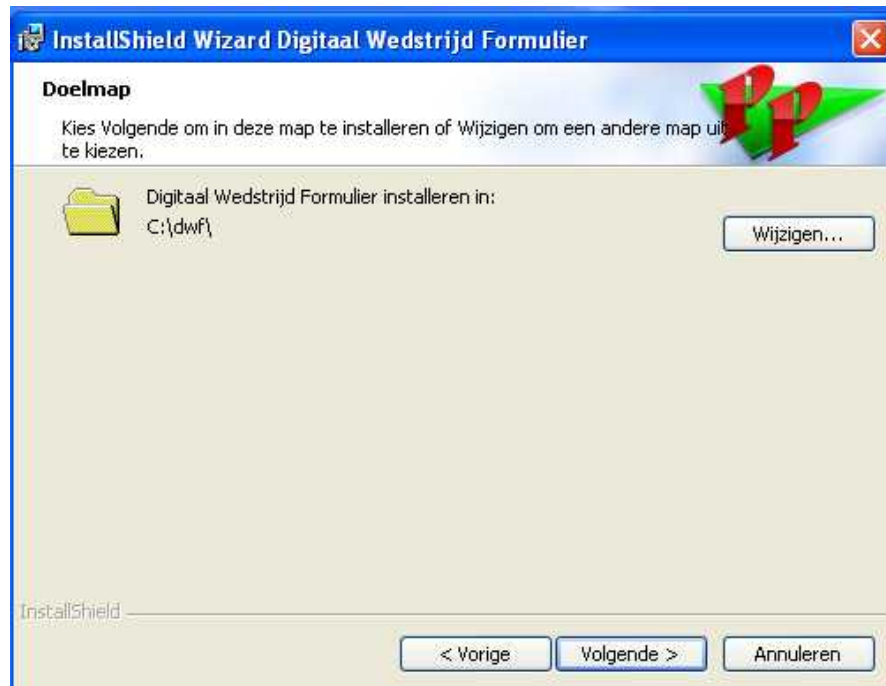 InstallShield Wizard Digitaal Wedstrijd Formulier
Doelmap
Kies Volgende om in deze map te installeren of Wijzigen om een andere map uit
te kiezen.
PP
Digitaal Wedstrijd Formulier installeren in:
C:\dwf\
Wijzigen...
InstallShield
< Vorige
Volgende >
Annuleren